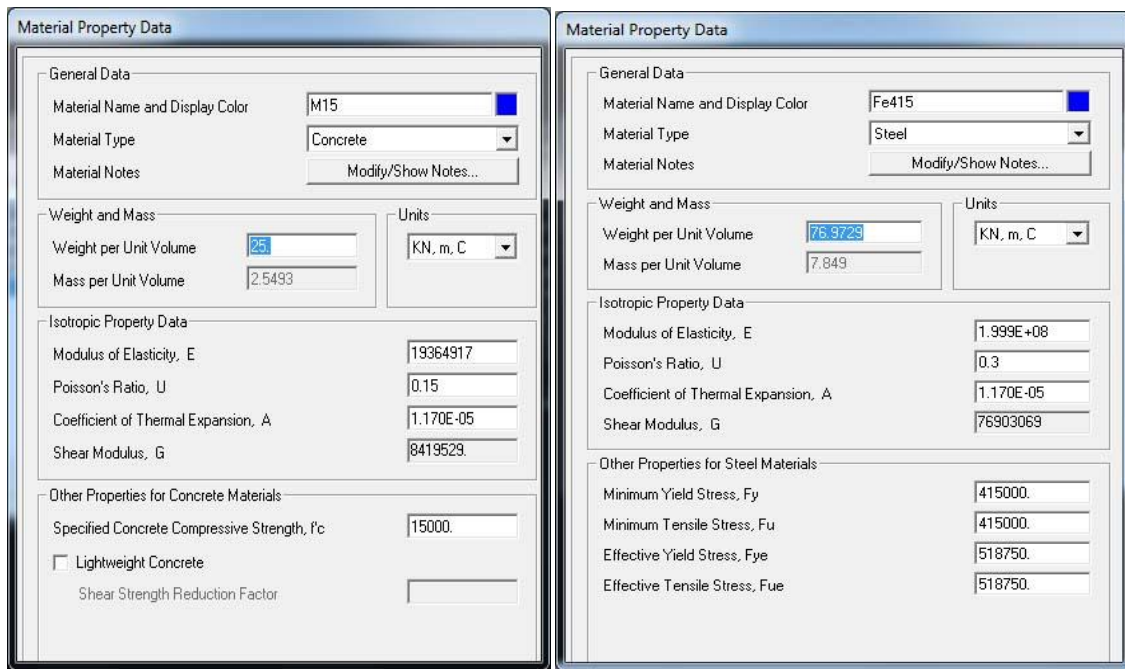 Material Property Data
General Data
Material Name and Display Color M15
Material Type Concrete
Material Notes Modify/Show Notes...
Weight and Mass Units
Weight per Unit Volume 25. KN, m, C
Mass per Unit Volume 2.5493
Isotropic Property Data
Modulus of Elasticity, E 19364917
Poisson's Ratio, U 0.15
Coefficient of Thermal Expansion, A 1.170E-05
Shear Modulus, G 8419529.
Other Properties for Concrete Materials
Specified Concrete Compressive Strength, f'c 15000.
Lightweight Concrete
Shear Strength Reduction Factor
Material Property Data
General Data
Material Name and Display Color Fe415
Material Type Steel
Material Notes Modify/Show Notes...
Weight and Mass Units
Weight per Unit Volume 76.9729 KN, m, C
Mass per Unit Volume 7.849
Isotropic Property Data
Modulus of Elasticity, E 1.999E+08
Poisson's Ratio, U 0.3
Coefficient of Thermal Expansion, A 1.170E-05
Shear Modulus, G 76903069
Other Properties for Steel Materials
Minimum Yield Stress, Fy 415000.
Minimum Tensile Stress, Fu 415000.
Effective Yield Stress, Fye 518750.
Effective Tensile Stress, Fue 518750.